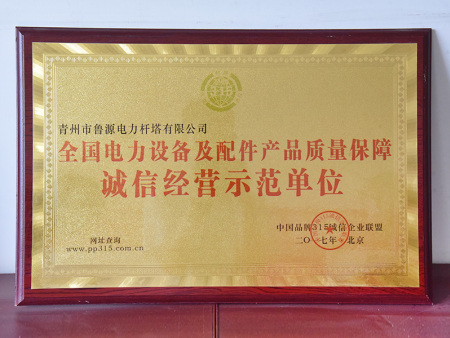 315
青州市鲁源电力杆塔有限公司
全国电力设备及配件产品质量保障
诚信经营示范单位
中国品牌315诚信企业联盟
网址查询
www.pp315.com.cn
二〇一七年 北京